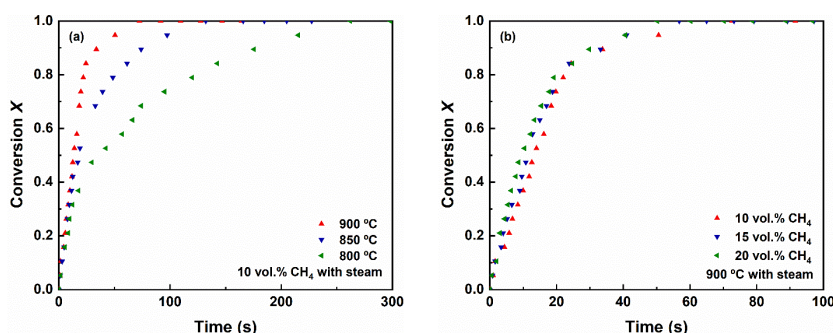 (a)
Conversion X
1.0
0.8
0.6
0.4
0.2
0.0
900 ºC
850 ºC
800 ºC
10 vol.% CH₄ with steam
0 100 200 300
Time (s)
(b)
Conversion X
1.0
0.8
0.6
0.4
0.2
0.0
10 vol.% CH₄
15 vol.% CH₄
20 vol.% CH₄
900 ºC with steam
0 20 40 60 80 100
Time (s)